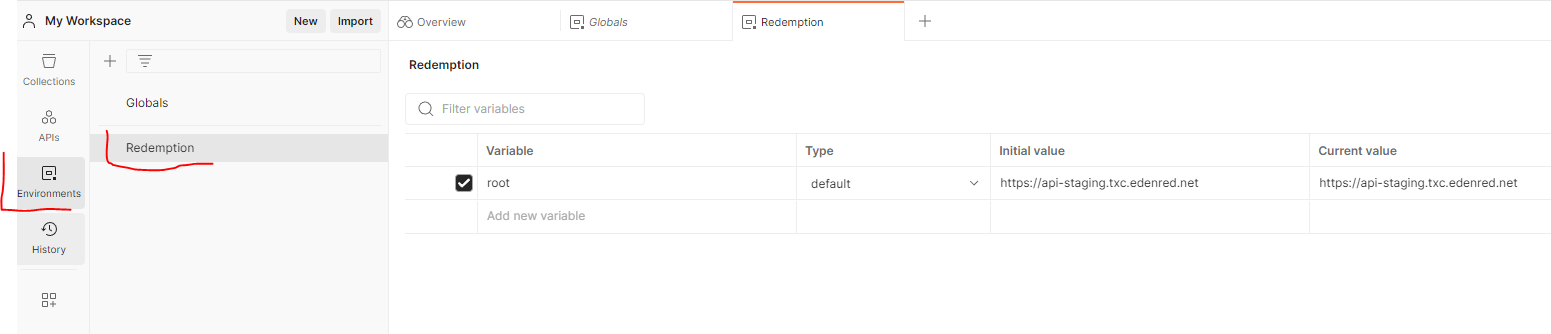 My Workspace
New
Import
Overview
Globals
Redemption
Collections
APIs
Environments
History
Globals
Redemption
Redemption
Filter variables
Variable
Type
Initial value
Current value
root
default
https://api-staging.txc.edenred.net
https://api-staging.txc.edenred.net
Add new variable